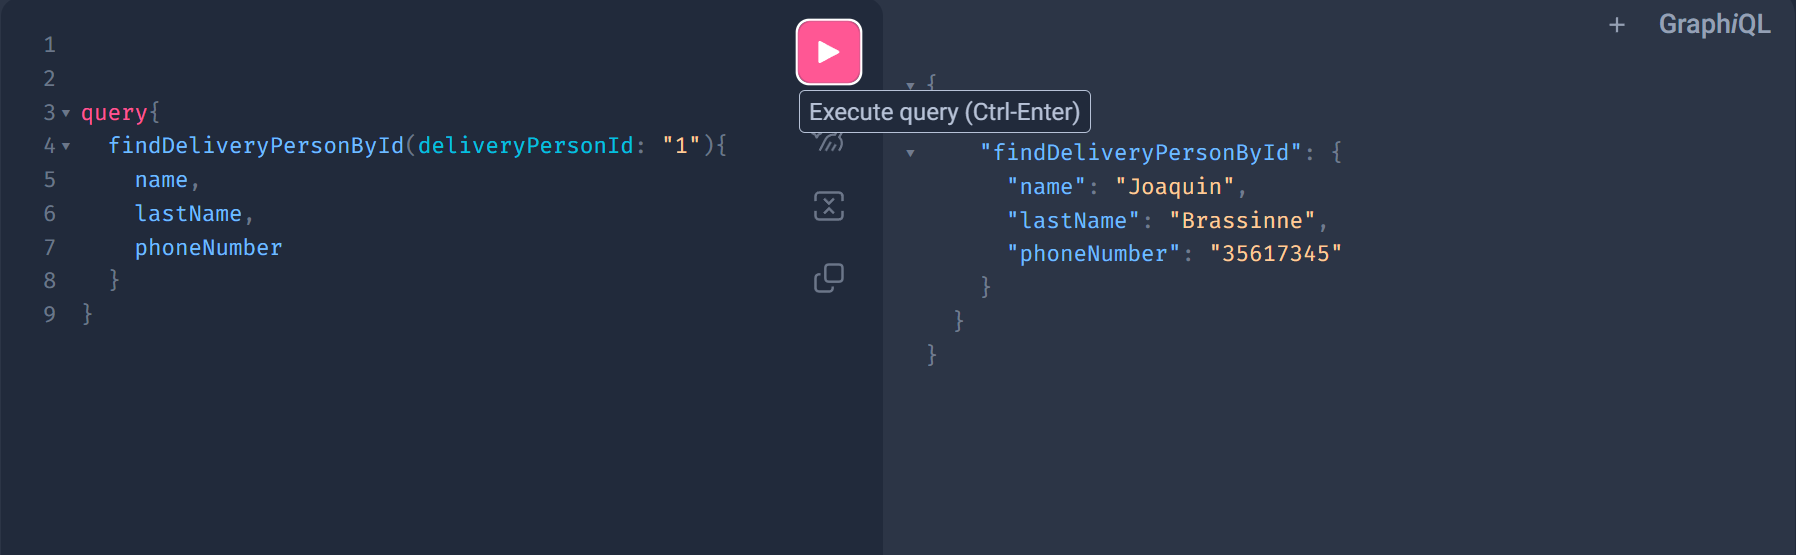 1
2
3 query{
4 findDeliveryPersonById(deliveryPersonId: "1"){
5 name,
6 lastName,
7 phoneNumber
8 }
9 }
Execute query (Ctrl-Enter)
+ GraphiQL
{
"findDeliveryPersonById": {
"name": "Joaquin",
"lastName": "Brassinne",
"phoneNumber": "35617345"
}
}
}